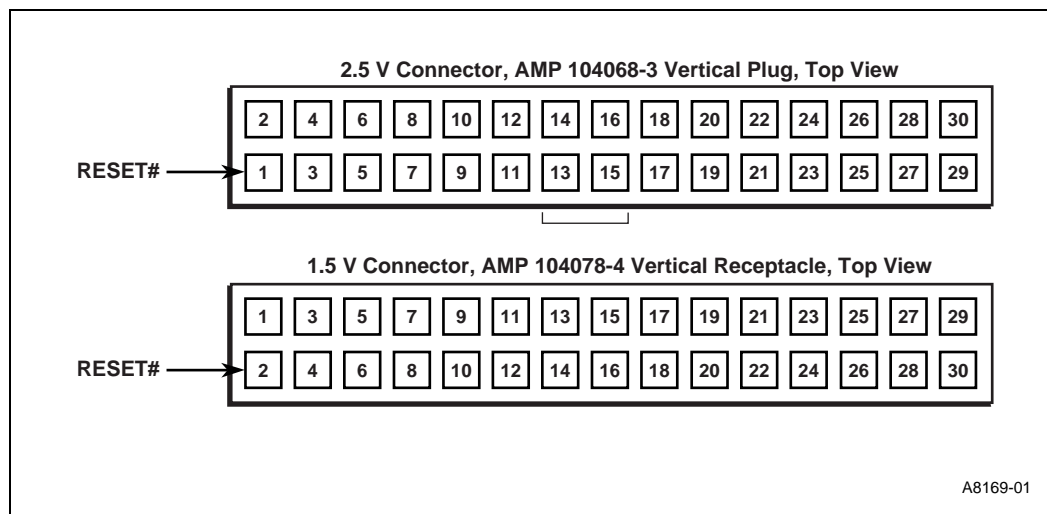 2.5 V Connector, AMP 104068-3 Vertical Plug, Top View
2 4 6 8 10 12 14 16 18 20 22 24 26 28 30
RESET# 1 3 5 7 9 11 13 15 17 19 21 23 25 27 29
1.5 V Connector, AMP 104078-4 Vertical Receptacle, Top View
1 3 5 7 9 11 13 15 17 19 21 23 25 27 29
RESET# 2 4 6 8 10 12 14 16 18 20 22 24 26 28 30
A8169-01